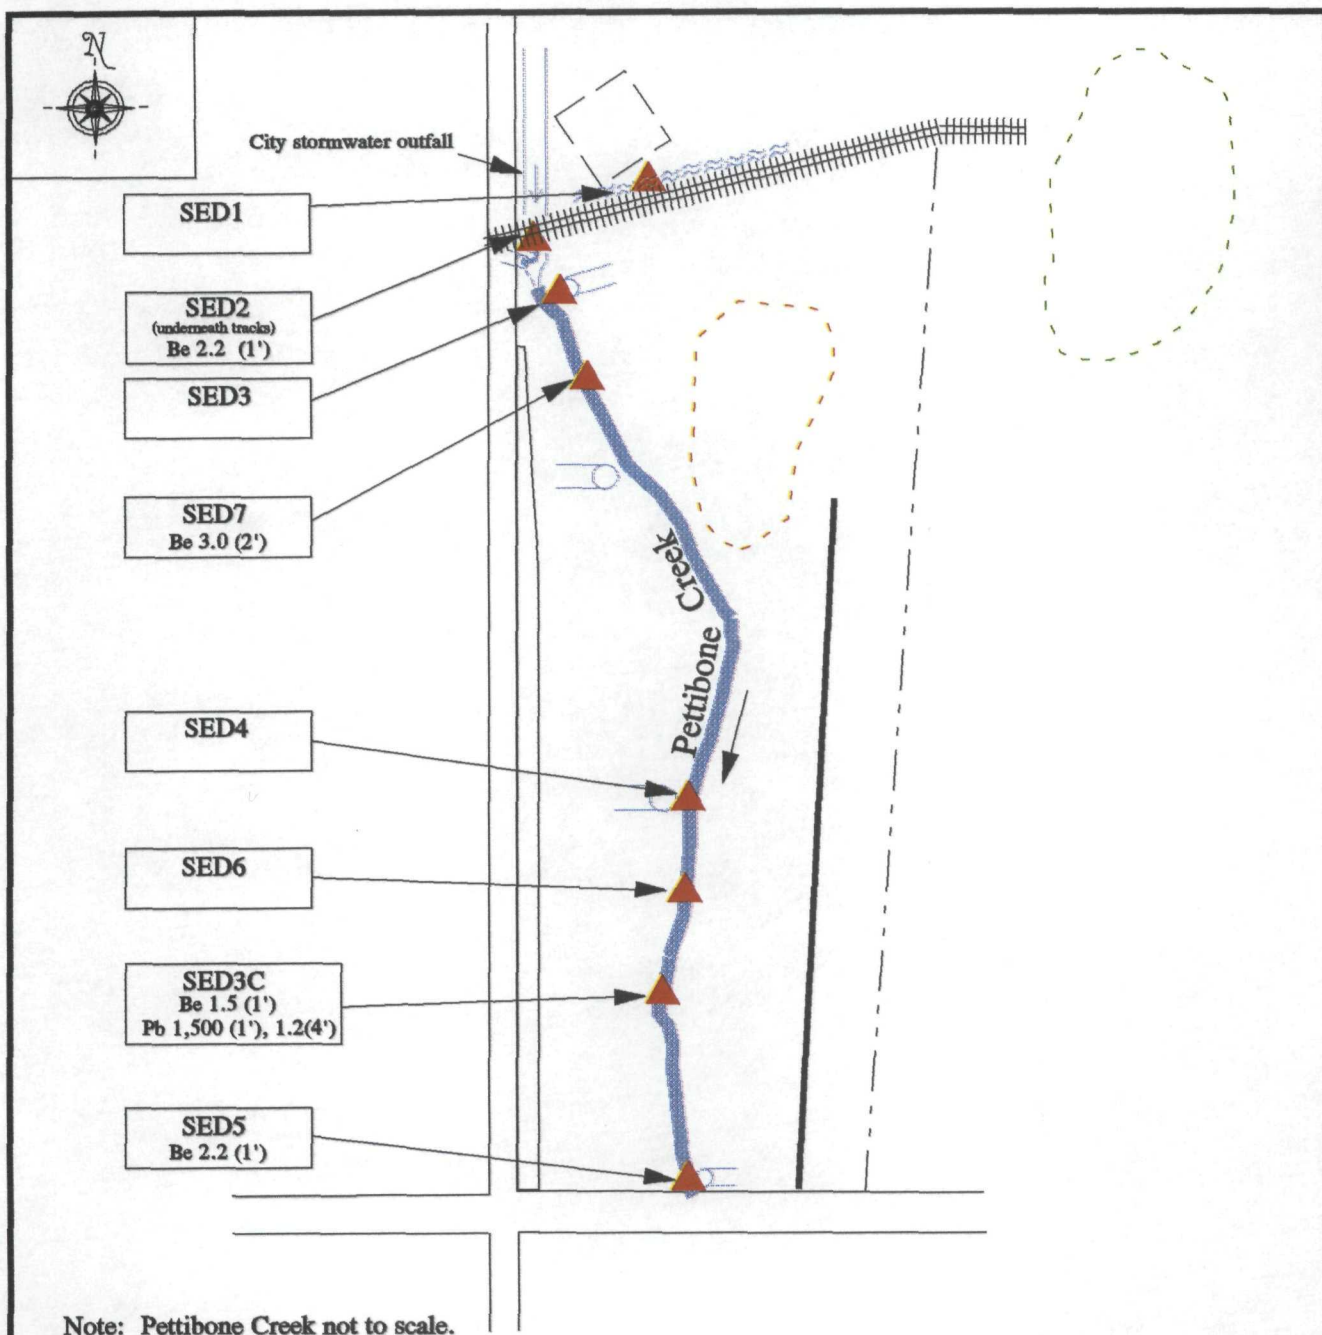 N
City stormwater outfall
SED1
SED2
(underneath tracks)
Be 2.2 (1')
SED3
SED7
Be 3.0 (2')
Pettibone Creek
SED4
SED6
SED3C
Be 1.5 (1')
Pb 1,500 (1'), 1.2(4')
SED5
Be 2.2 (1')
Note: Pettibone Creek not to scale.